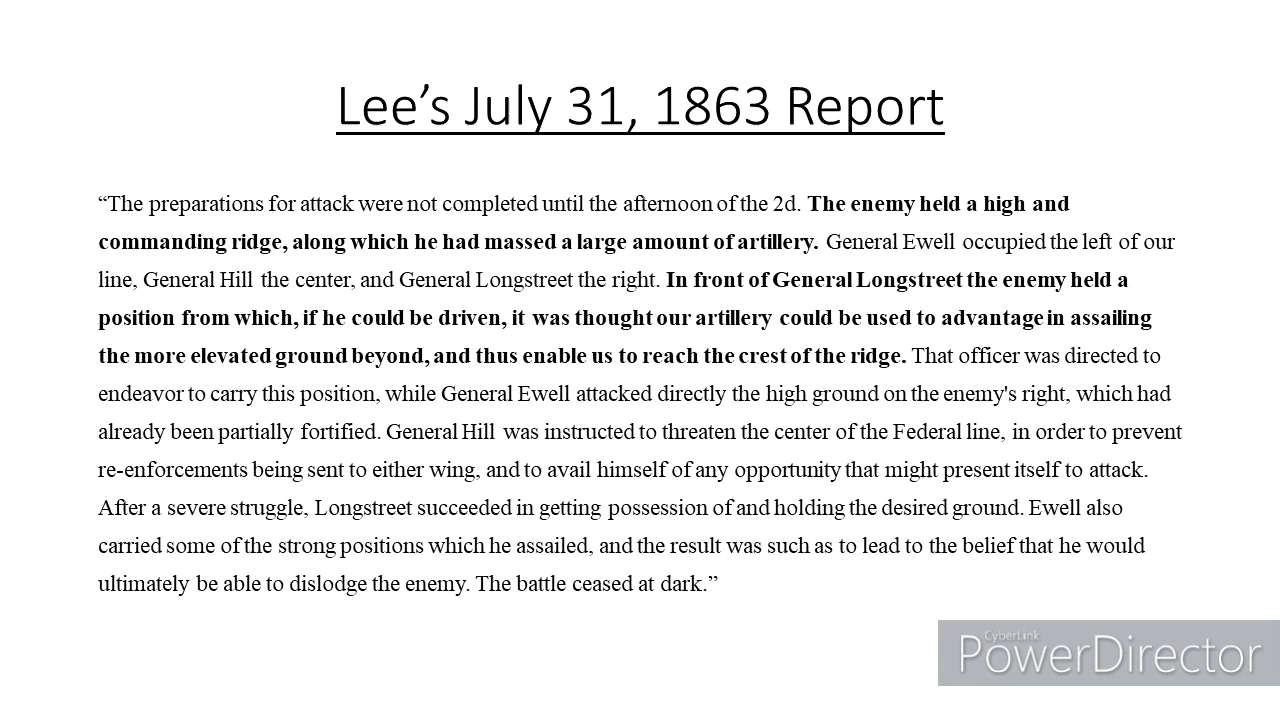 Lee’s July 31, 1863 Report
“The preparations for attack were not completed until the afternoon of the 2d. The enemy held a high and
commanding ridge, along which he had massed a large amount of artillery. General Ewell occupied the left of our
line, General Hill the center, and General Longstreet the right. In front of General Longstreet the enemy held a
position from which, if he could be driven, it was thought our artillery could be used to advantage in assailing
the more elevated ground beyond, and thus enable us to reach the crest of the ridge. That officer was directed to
endeavor to carry this position, while General Ewell attacked directly the high ground on the enemy's right, which had
already been partially fortified. General Hill was instructed to threaten the center of the Federal line, in order to prevent
re-enforcements being sent to either wing, and to avail himself of any opportunity that might present itself to attack.
After a severe struggle, Longstreet succeeded in getting possession of and holding the desired ground. Ewell also
carried some of the strong positions which he assailed, and the result was such as to lead to the belief that he would
ultimately be able to dislodge the enemy. The battle ceased at dark.”
CyberLink
PowerDirector